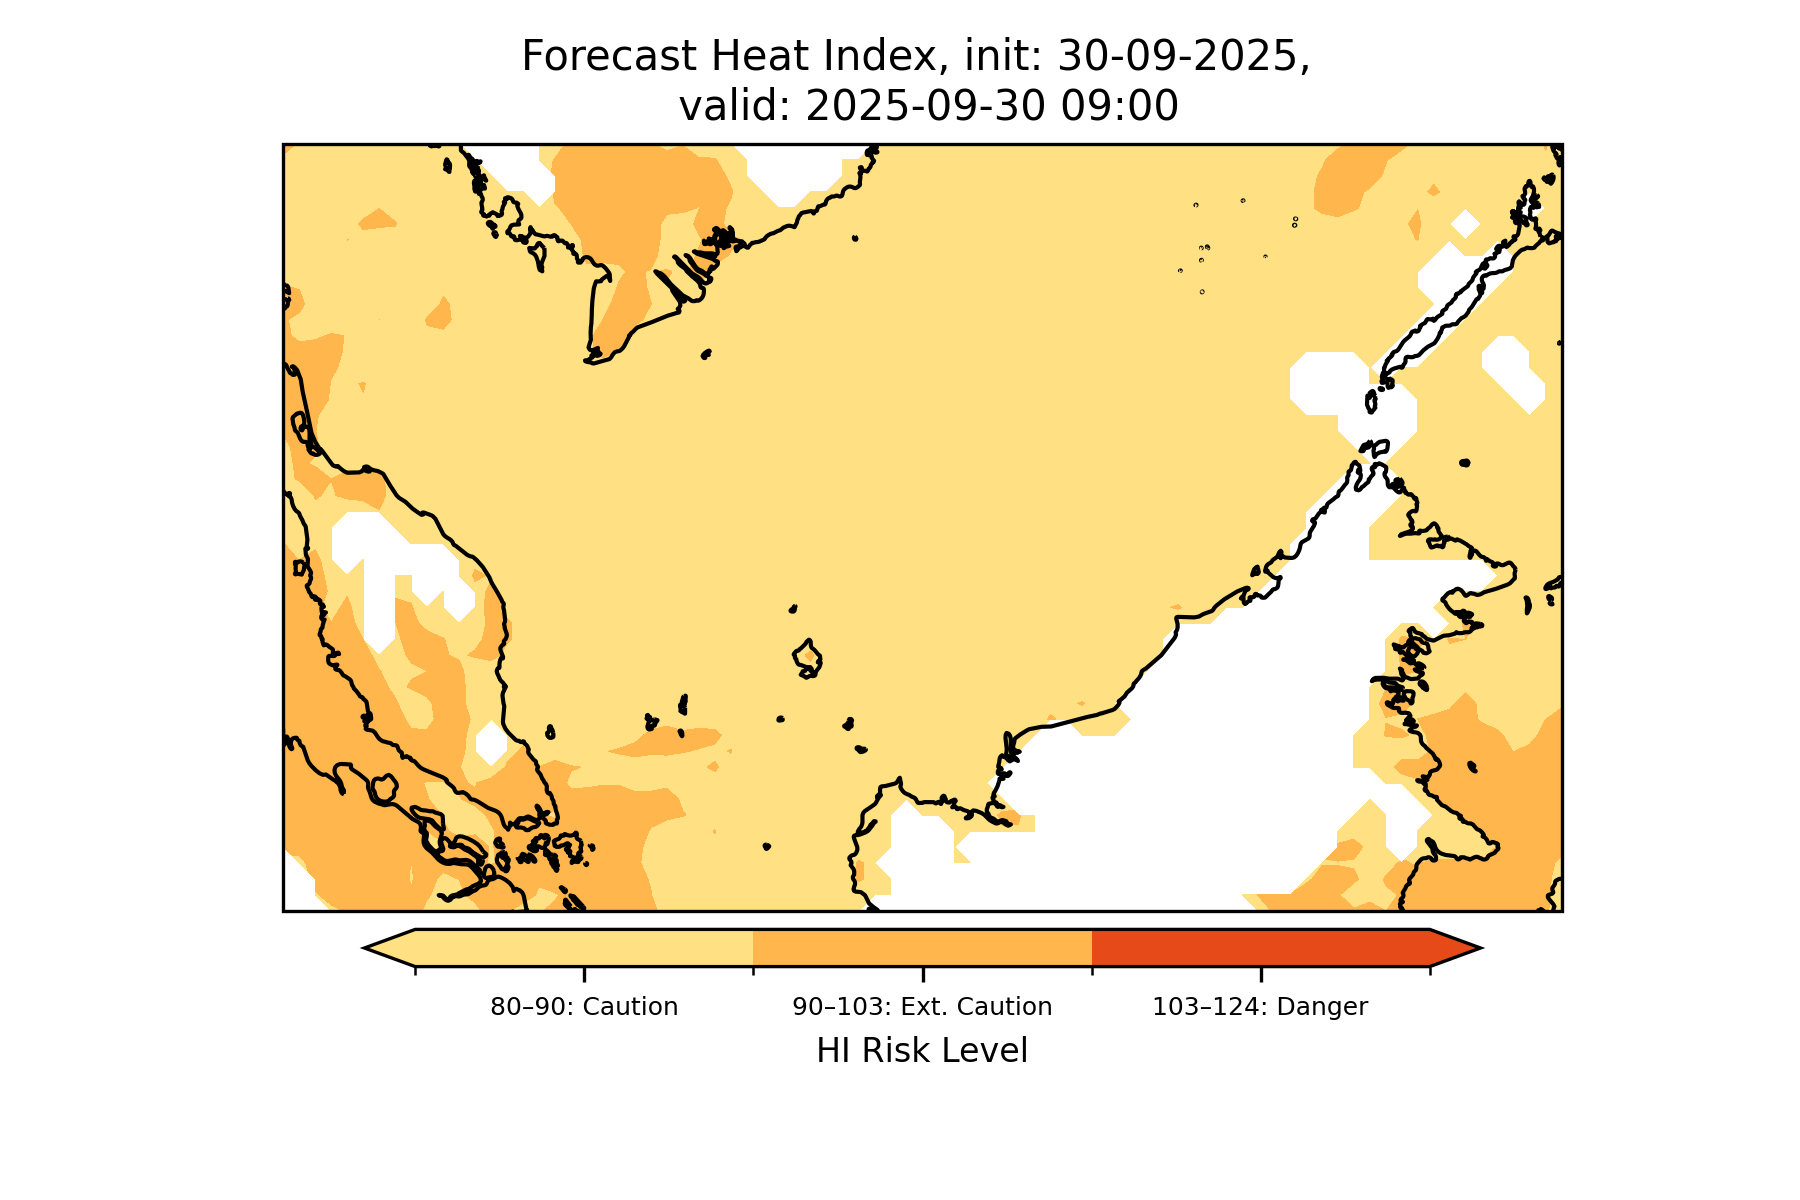 Forecast Heat Index, init: 30-09-2025,
valid: 2025-09-30 09:00
80–90: Caution
90–103: Ext. Caution
103–124: Danger
HI Risk Level